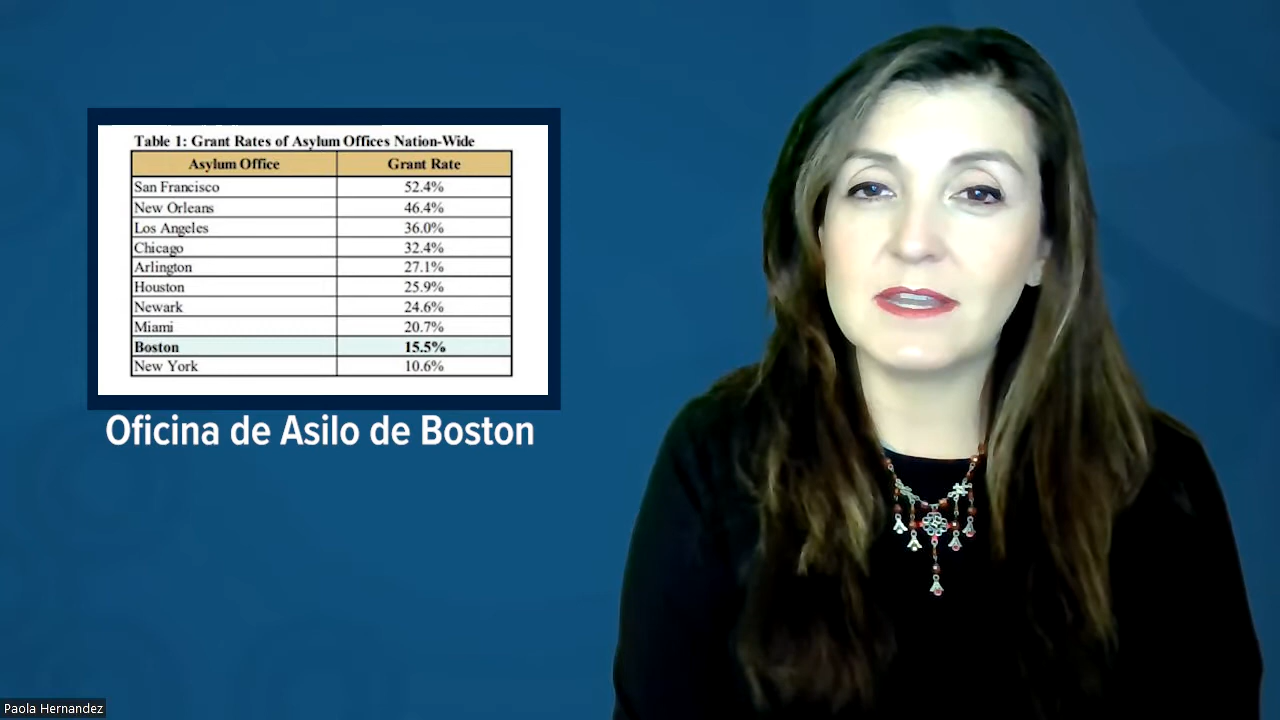 Table 1: Grant Rates of Asylum Offices Nation-Wide
Asylum Office Grant Rate
San Francisco 52.4%
New Orleans 46.4%
Los Angeles 36.0%
Chicago 32.4%
Arlington 27.1%
Houston 25.9%
Newark 24.6%
Miami 20.7%
Boston 15.5%
New York 10.6%
Oficina de Asilo de Boston
Paola Hernandez